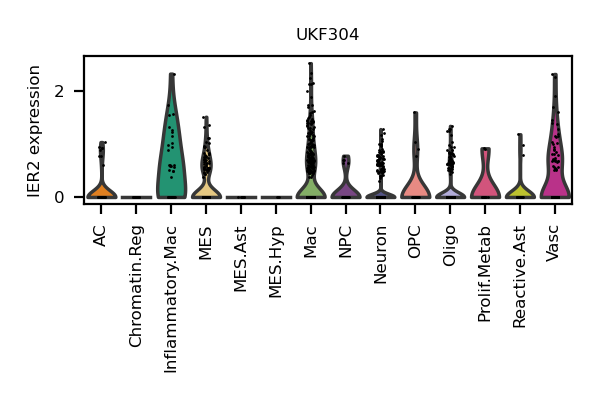 UKF304
IER2 expression
2
0
AC
Chromatin.Reg
Inflammatory.Mac
MES
MES.Ast
MES.Hyp
Mac
NPC
Neuron
OPC
Oligo
Prolif.Metab
Reactive.Ast
Vasc